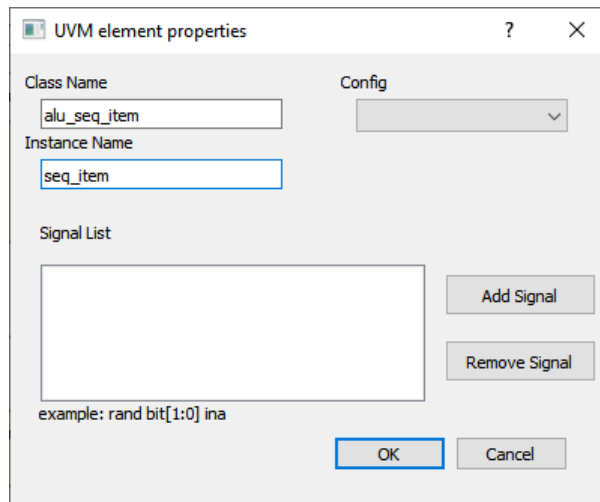 UVM element properties ?
Class Name Config
alu_seq_item
Instance Name
seq_item
Signal List
Add Signal
Remove Signal
example: rand bit[1:0] ina
OK Cancel